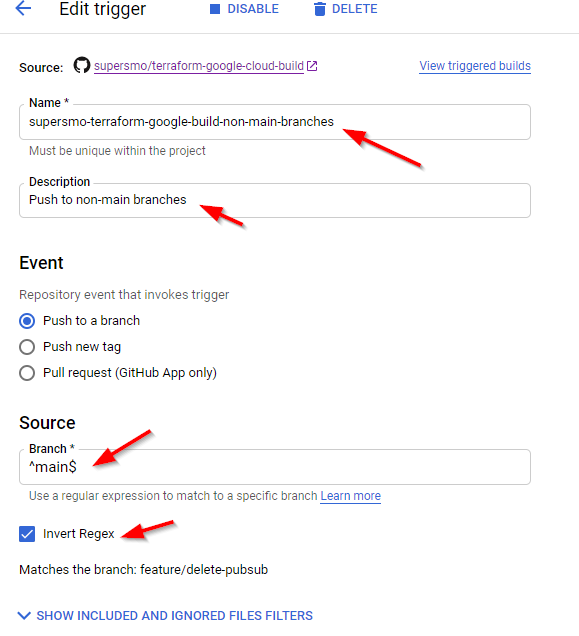 Edit trigger DISABLE DELETE
Source: supersmo/terraform-google-cloud-build View triggered builds
Name *
supersmo-terraform-google-build-non-main-branches
Must be unique within the project
Description
Push to non-main branches
Event
Repository event that invokes trigger
Push to a branch
Push new tag
Pull request (GitHub App only)
Source
Branch *
^main$
Use a regular expression to match to a specific branch Learn more
Invert Regex
Matches the branch: feature/delete-pubsub
SHOW INCLUDED AND IGNORED FILES FILTERS